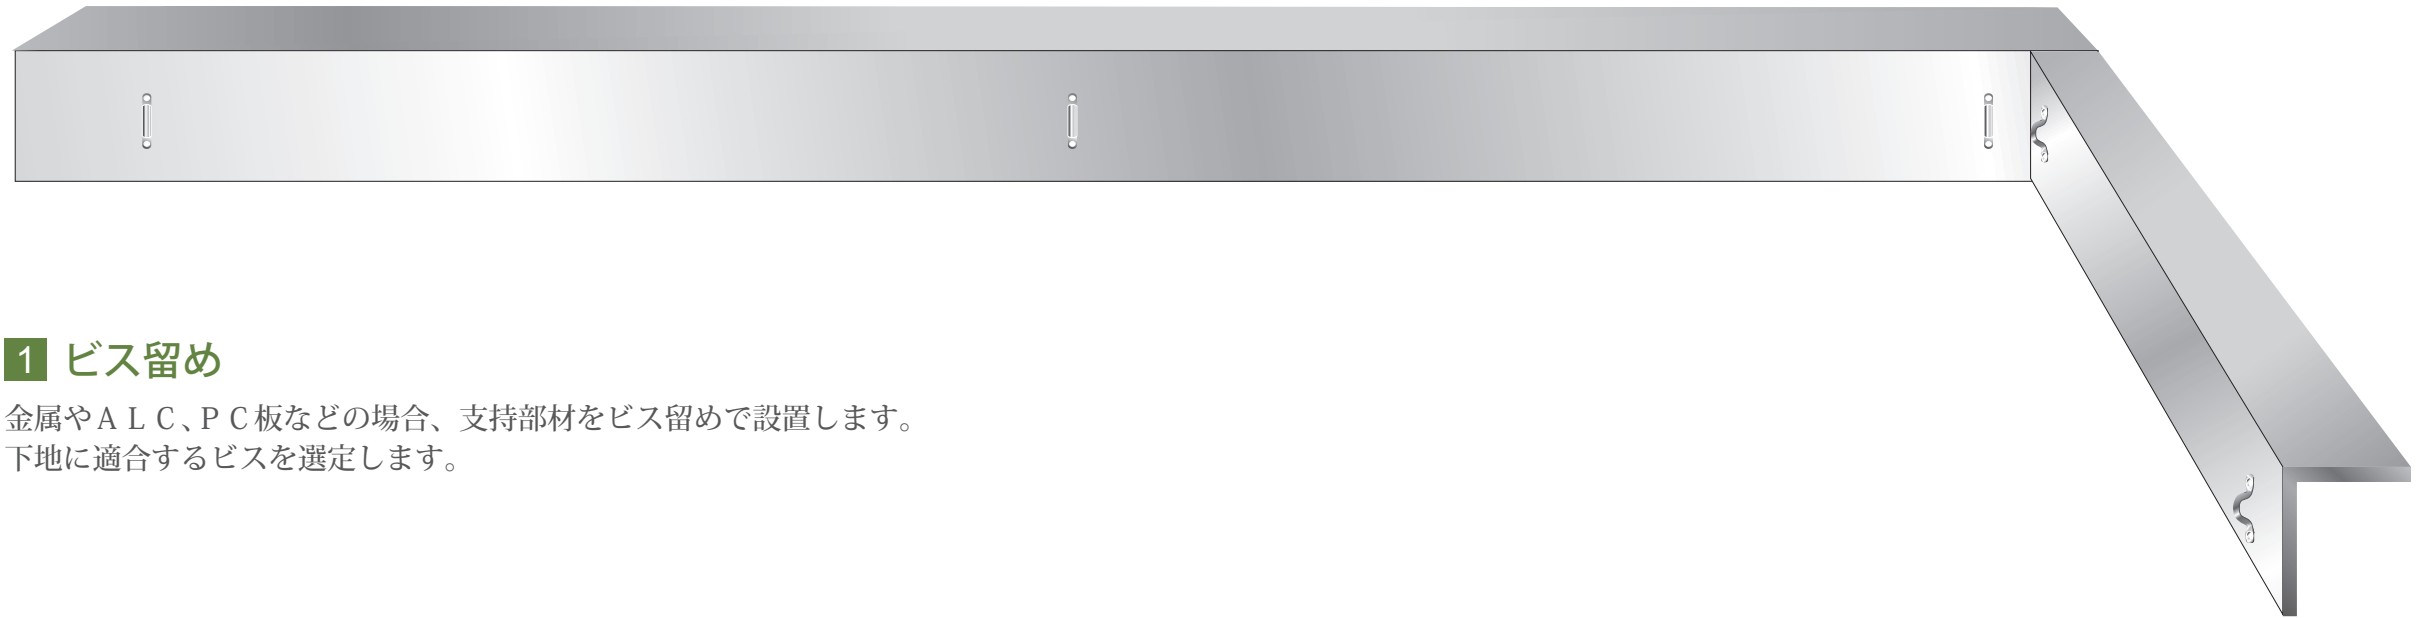 1 ビス留め
金属やＡＬＣ、ＰＣ板などの場合、支持部材をビス留めで設置します。
下地に適合するビスを選定します。